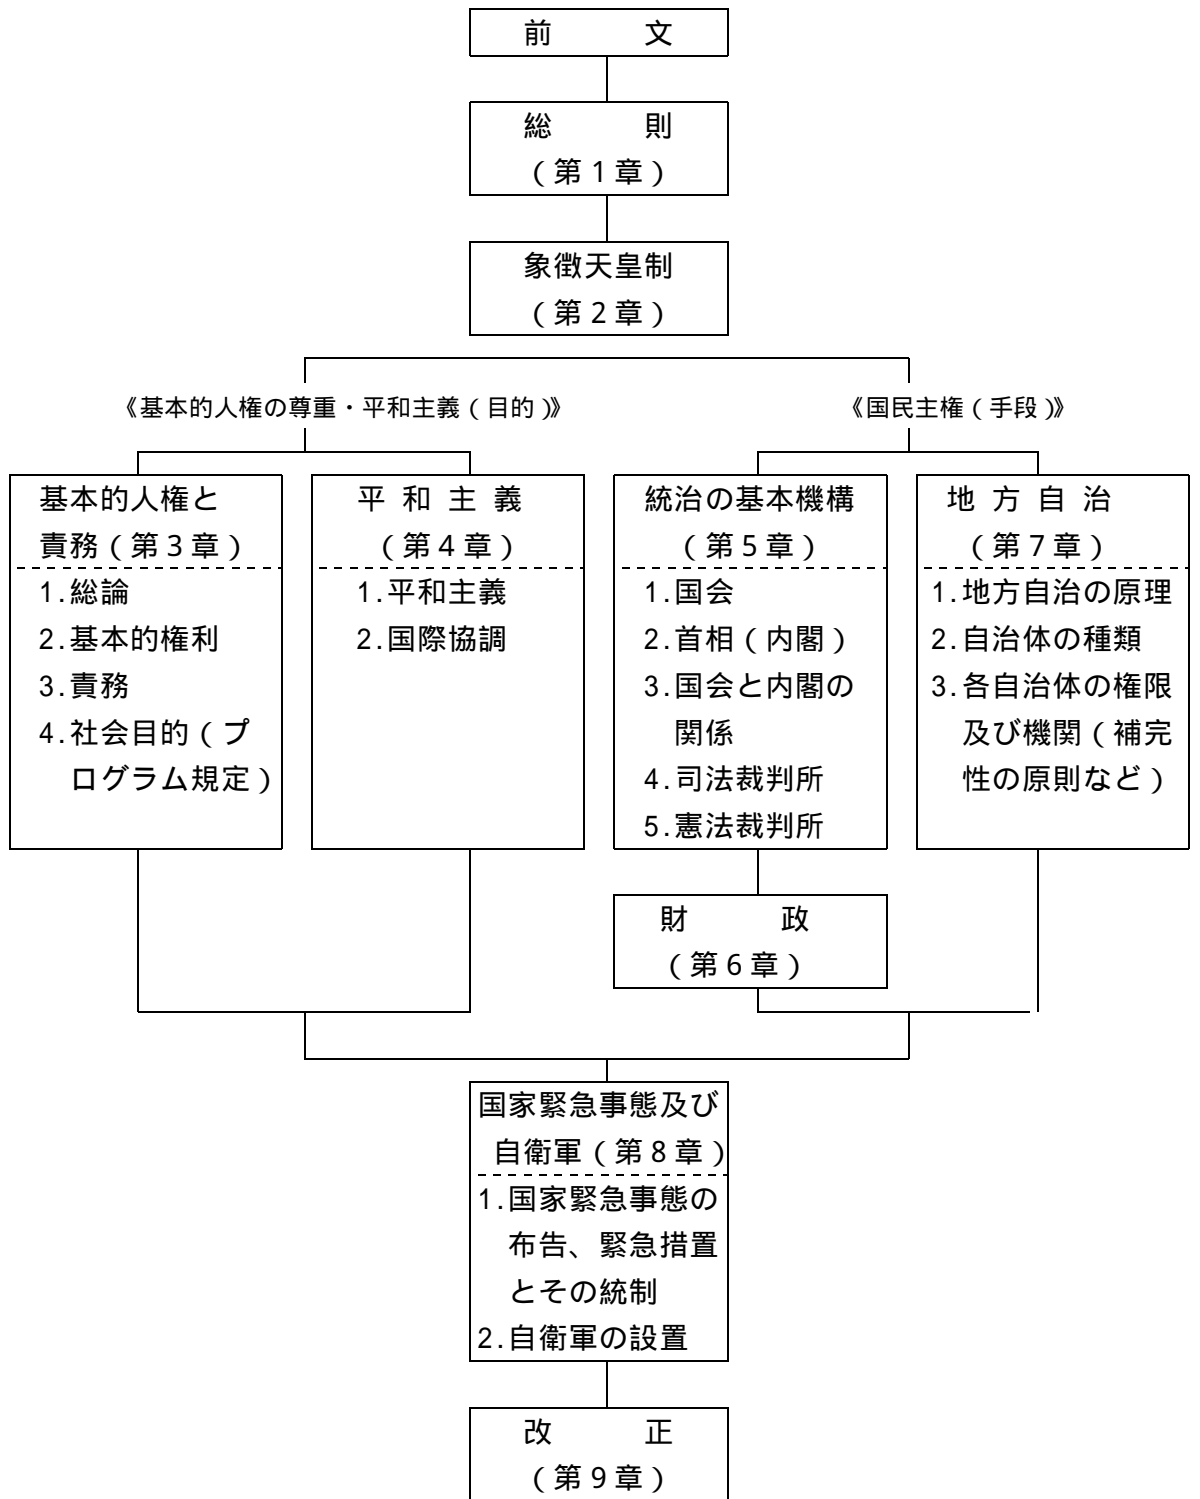 前　　文
総　　則
（第１章）
象徴天皇制
（第２章）
《基本的人権の尊重・平和主義（目的）》
《国民主権（手段）》
基本的人権と
責務（第３章）
1.総論
2.基本的権利
3.責務
4.社会目的（プ
ログラム規定）
平 和 主 義
（第４章）
1.平和主義
2.国際協調
統治の基本機構
（第５章）
1.国会
2.首相（内閣）
3.国会と内閣の
関係
4.司法裁判所
5.憲法裁判所
地 方 自 治
（第７章）
1.地方自治の原理
2.自治体の種類
3.各自治体の権限
及び機関（補完
性の原則など）
財　　政
（第６章）
国家緊急事態及び
自衛軍（第８章）
1.国家緊急事態の
布告、緊急措置
とその統制
2.自衛軍の設置
改　　正
（第９章）